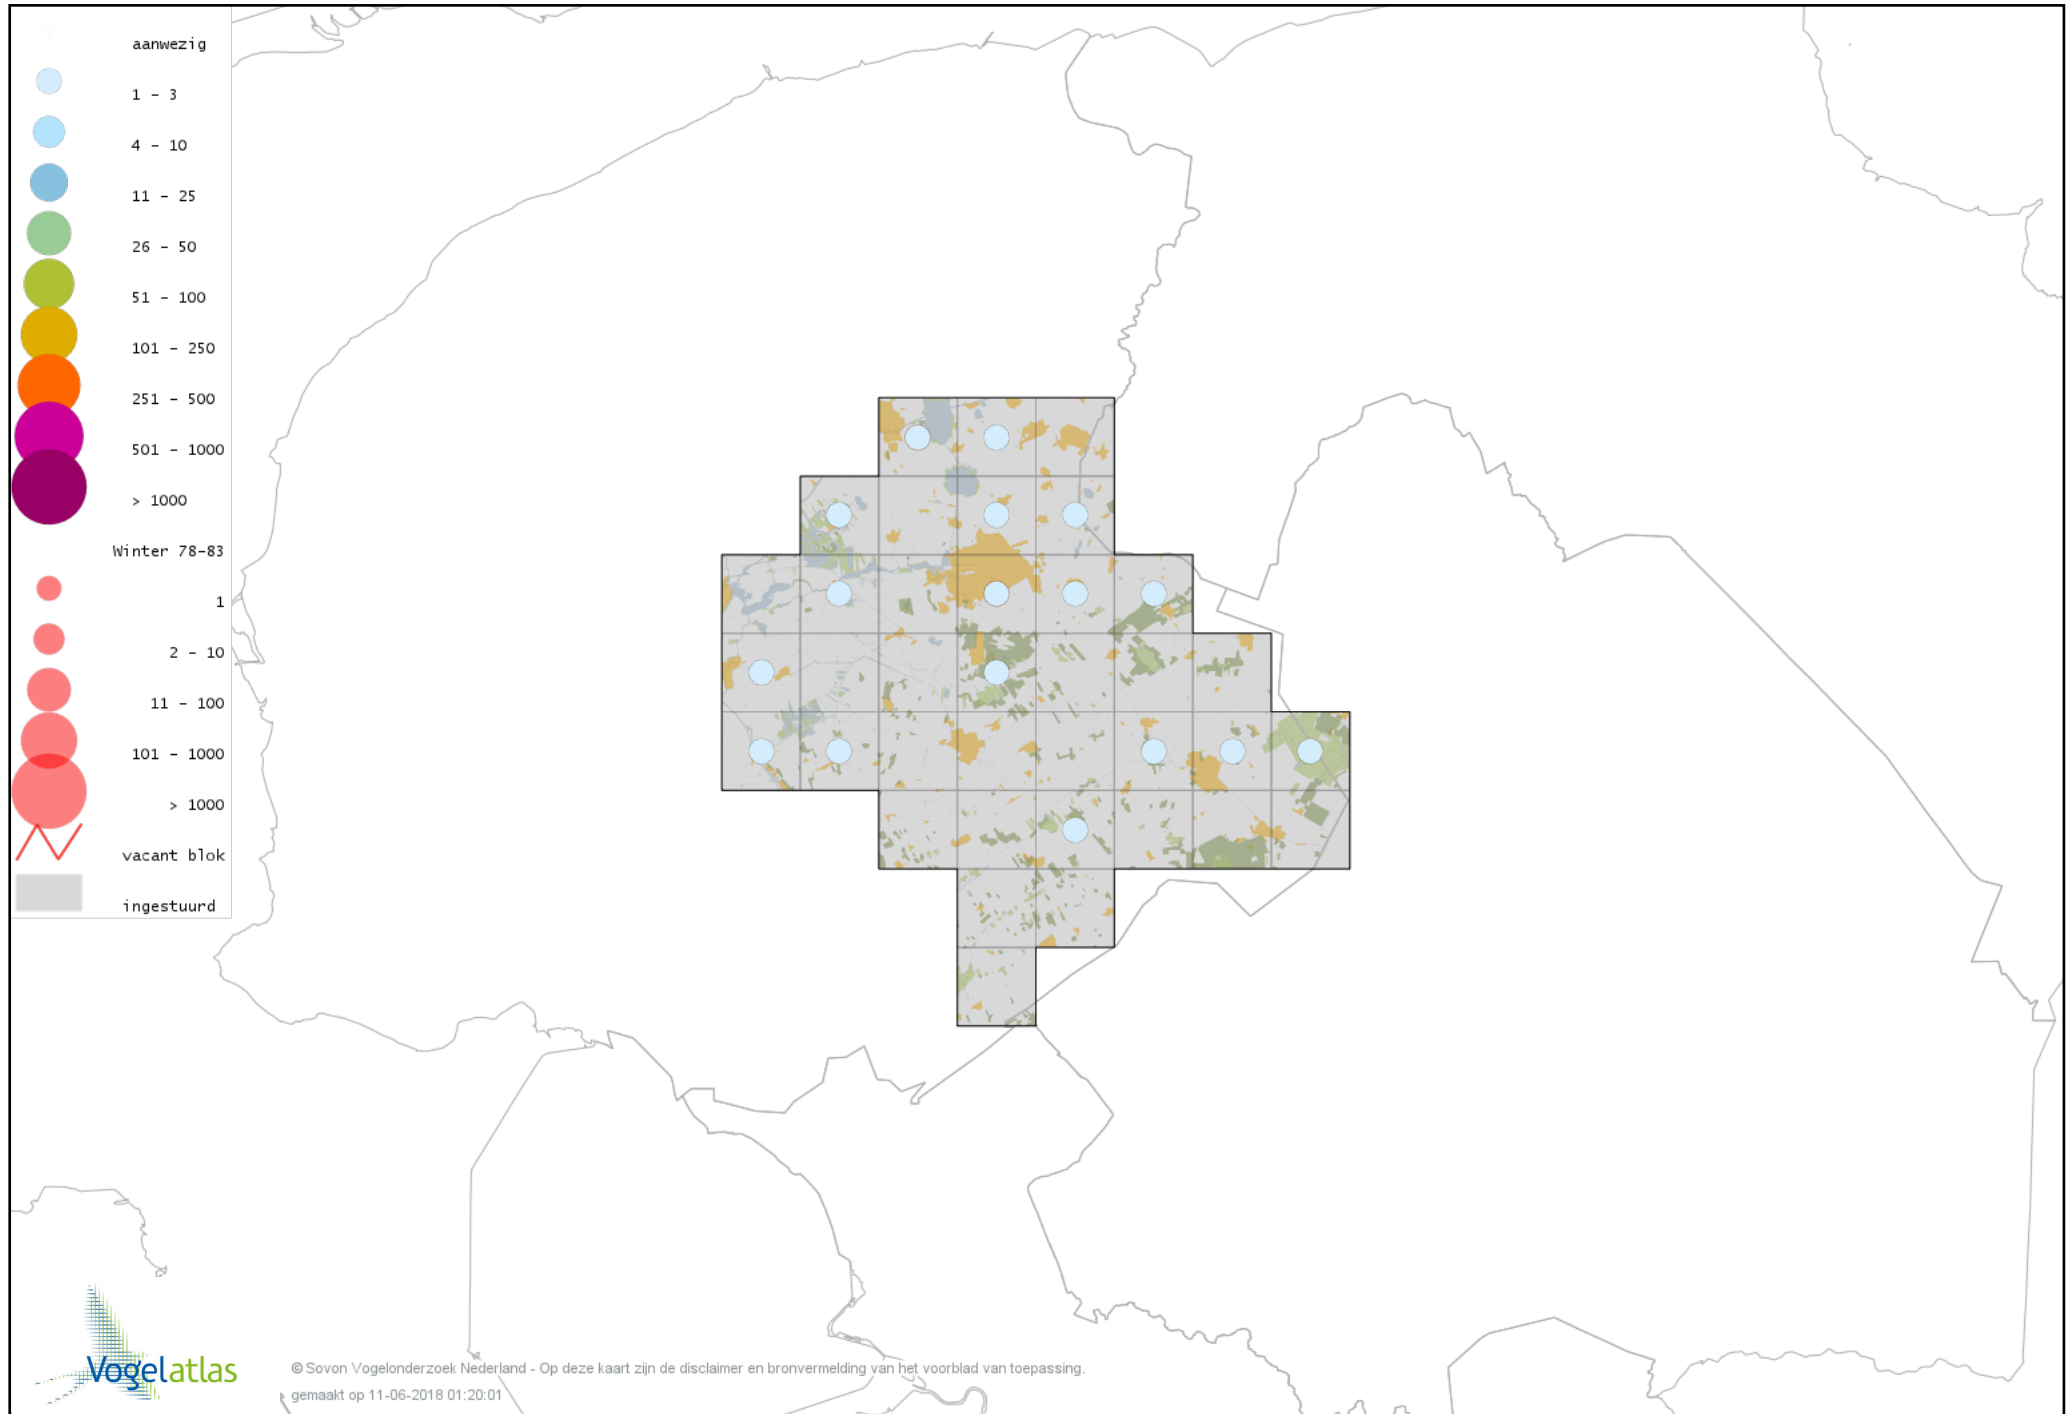 aanwezig
1 - 3
4 - 10
11 - 25
26 - 50
51 - 100
101 - 250
251 - 500
501 - 1000
> 1000
Winter 78-83
1
2 - 10
11 - 100
101 - 1000
> 1000
vacant blok
ingestuurd
Vogelatlas
© Sovon Vogelonderzoek Nederland - Op deze kaart zijn de disclaimer en bronvermelding van het voorblad van toepassing.
gemaakt op 11-06-2018 01:20:01